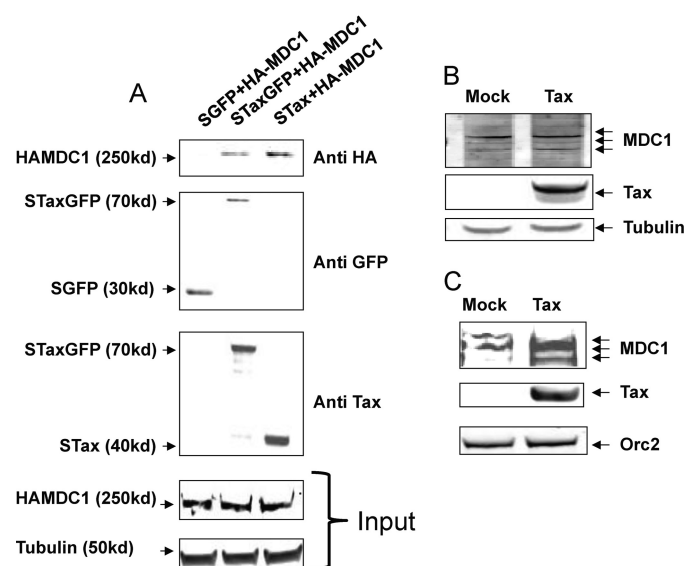 A
SGFP+HA-MDC1
STaxGFP+HA-MDC1
STax+HA-MDC1
HAMDC1 (250kd)
Anti HA
STaxGFP (70kd)
Anti GFP
SGFP (30kd)
STaxGFP (70kd)
Anti Tax
STax (40kd)
HAMDC1 (250kd)
Input
Tubulin (50kd)
B
Mock Tax
MDC1
Tax
Tubulin
C
Mock Tax
MDC1
Tax
Orc2